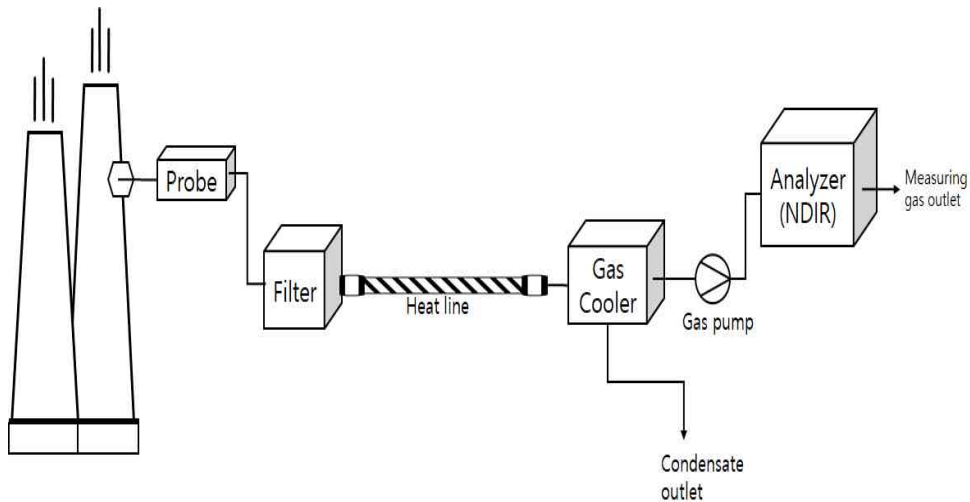 Probe
Filter
Heat line
Gas
Cooler
Gas pump
Condensate
outlet
Analyzer
(NDIR)
Measuring
gas outlet